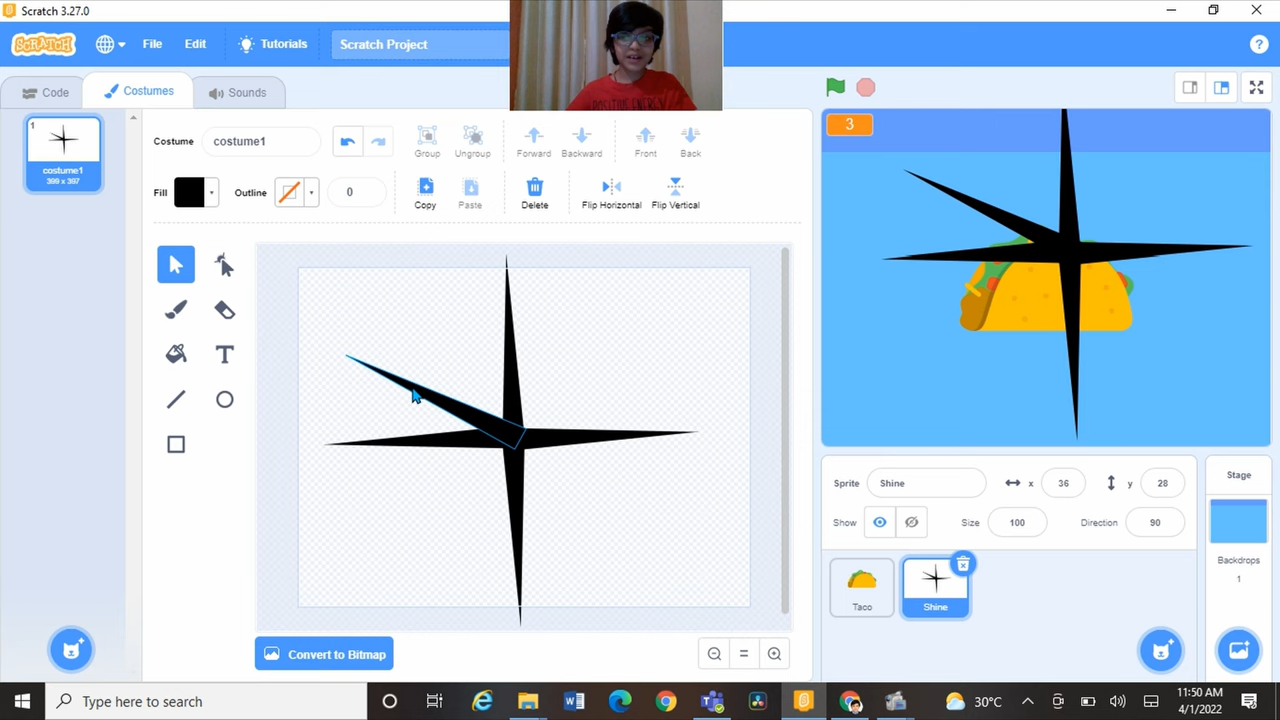 Scratch 3.27.0
SCRATCH
File
Edit
Tutorials
Scratch Project
POSITIVE ENERGY
Code
Costumes
Sounds
1
costume1
399 x 397
Costume
costume1
Group
Ungroup
Forward
Backward
Front
Back
Fill
Outline
0
Copy
Paste
Delete
Flip Horizontal
Flip Vertical
T
Convert to Bitmap
3
Sprite
Shine
x
36
y
28
Show
Size
100
Direction
90
Taco
Shine
Stage
Backdrops
1
Type here to search
30°C
11:50 AM
4/1/2022